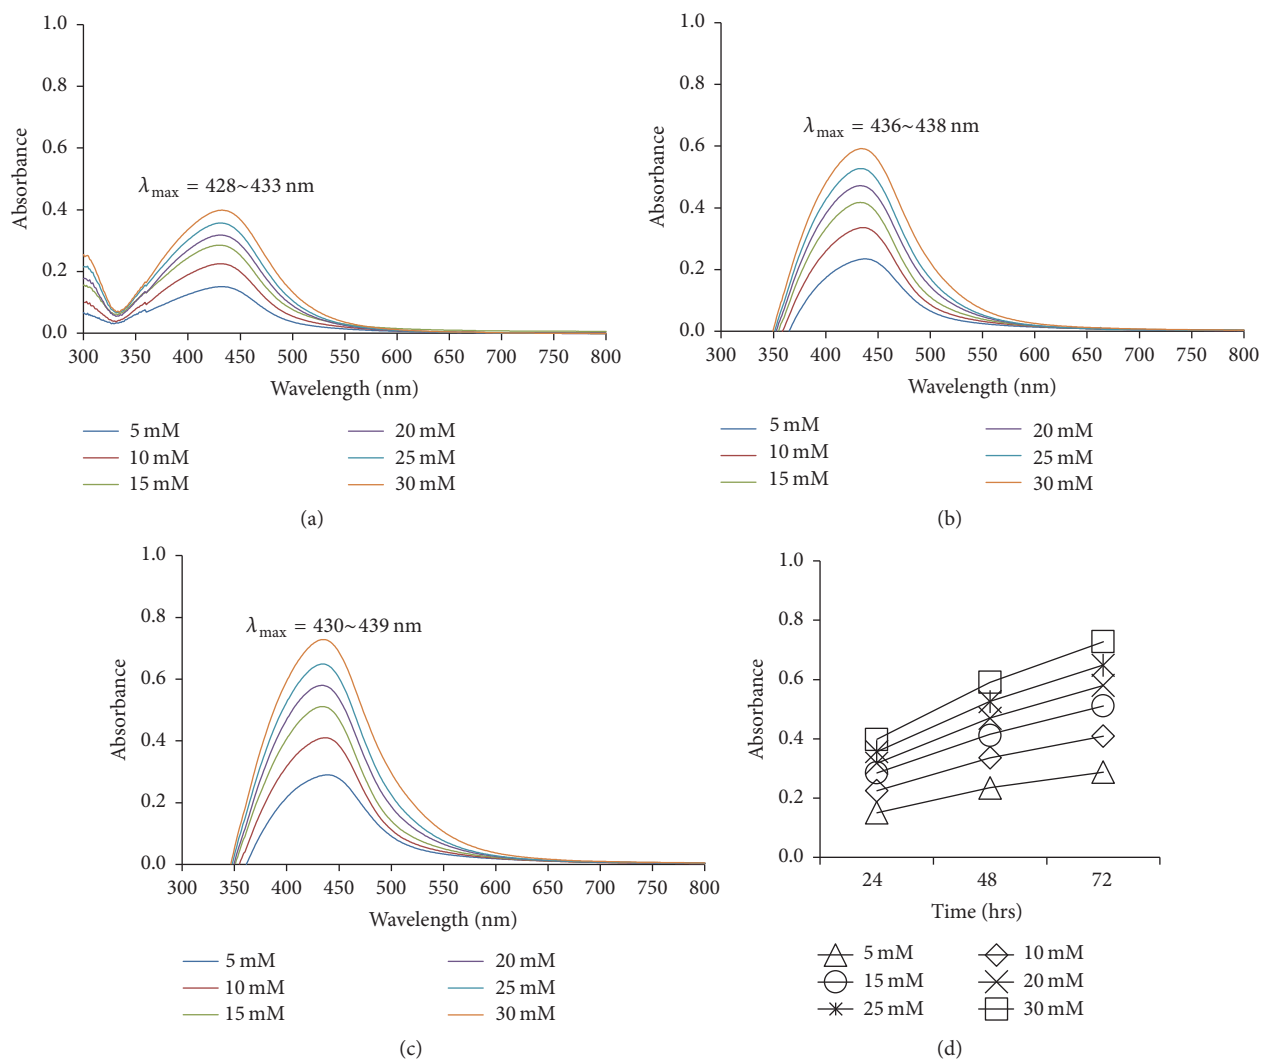 1.0
0.8
0.6
0.4
0.2
0.0
Absorbance
λmax = 428~433 nm
300 350 400 450 500 550 600 650 700 750 800
Wavelength (nm)
5 mM 20 mM
10 mM 25 mM
15 mM 30 mM
(a)
1.0
0.8
0.6
0.4
0.2
0.0
Absorbance
λmax = 436~438 nm
300 350 400 450 500 550 600 650 700 750 800
Wavelength (nm)
5 mM 20 mM
10 mM 25 mM
15 mM 30 mM
(b)
1.0
0.8
0.6
0.4
0.2
0.0
Absorbance
λmax = 430~439 nm
300 350 400 450 500 550 600 650 700 750 800
Wavelength (nm)
5 mM 20 mM
10 mM 25 mM
15 mM 30 mM
(c)
1.0
0.8
0.6
0.4
0.2
0.0
Absorbance
24 48 72
Time (hrs)
5 mM 10 mM
15 mM 20 mM
25 mM 30 mM
(d)